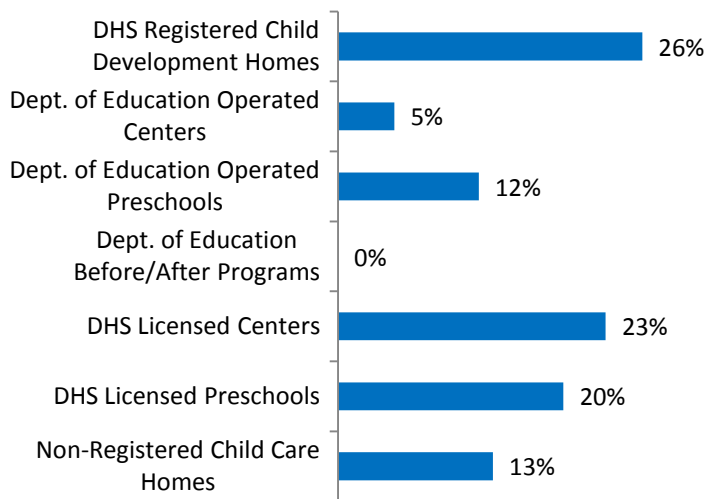 DHS Registered Child
Development Homes
26%
Dept. of Education Operated
Centers
5%
Dept. of Education Operated
Preschools
12%
Dept. of Education
Before/After Programs
0%
DHS Licensed Centers
23%
DHS Licensed Preschools
20%
Non-Registered Child Care
Homes
13%